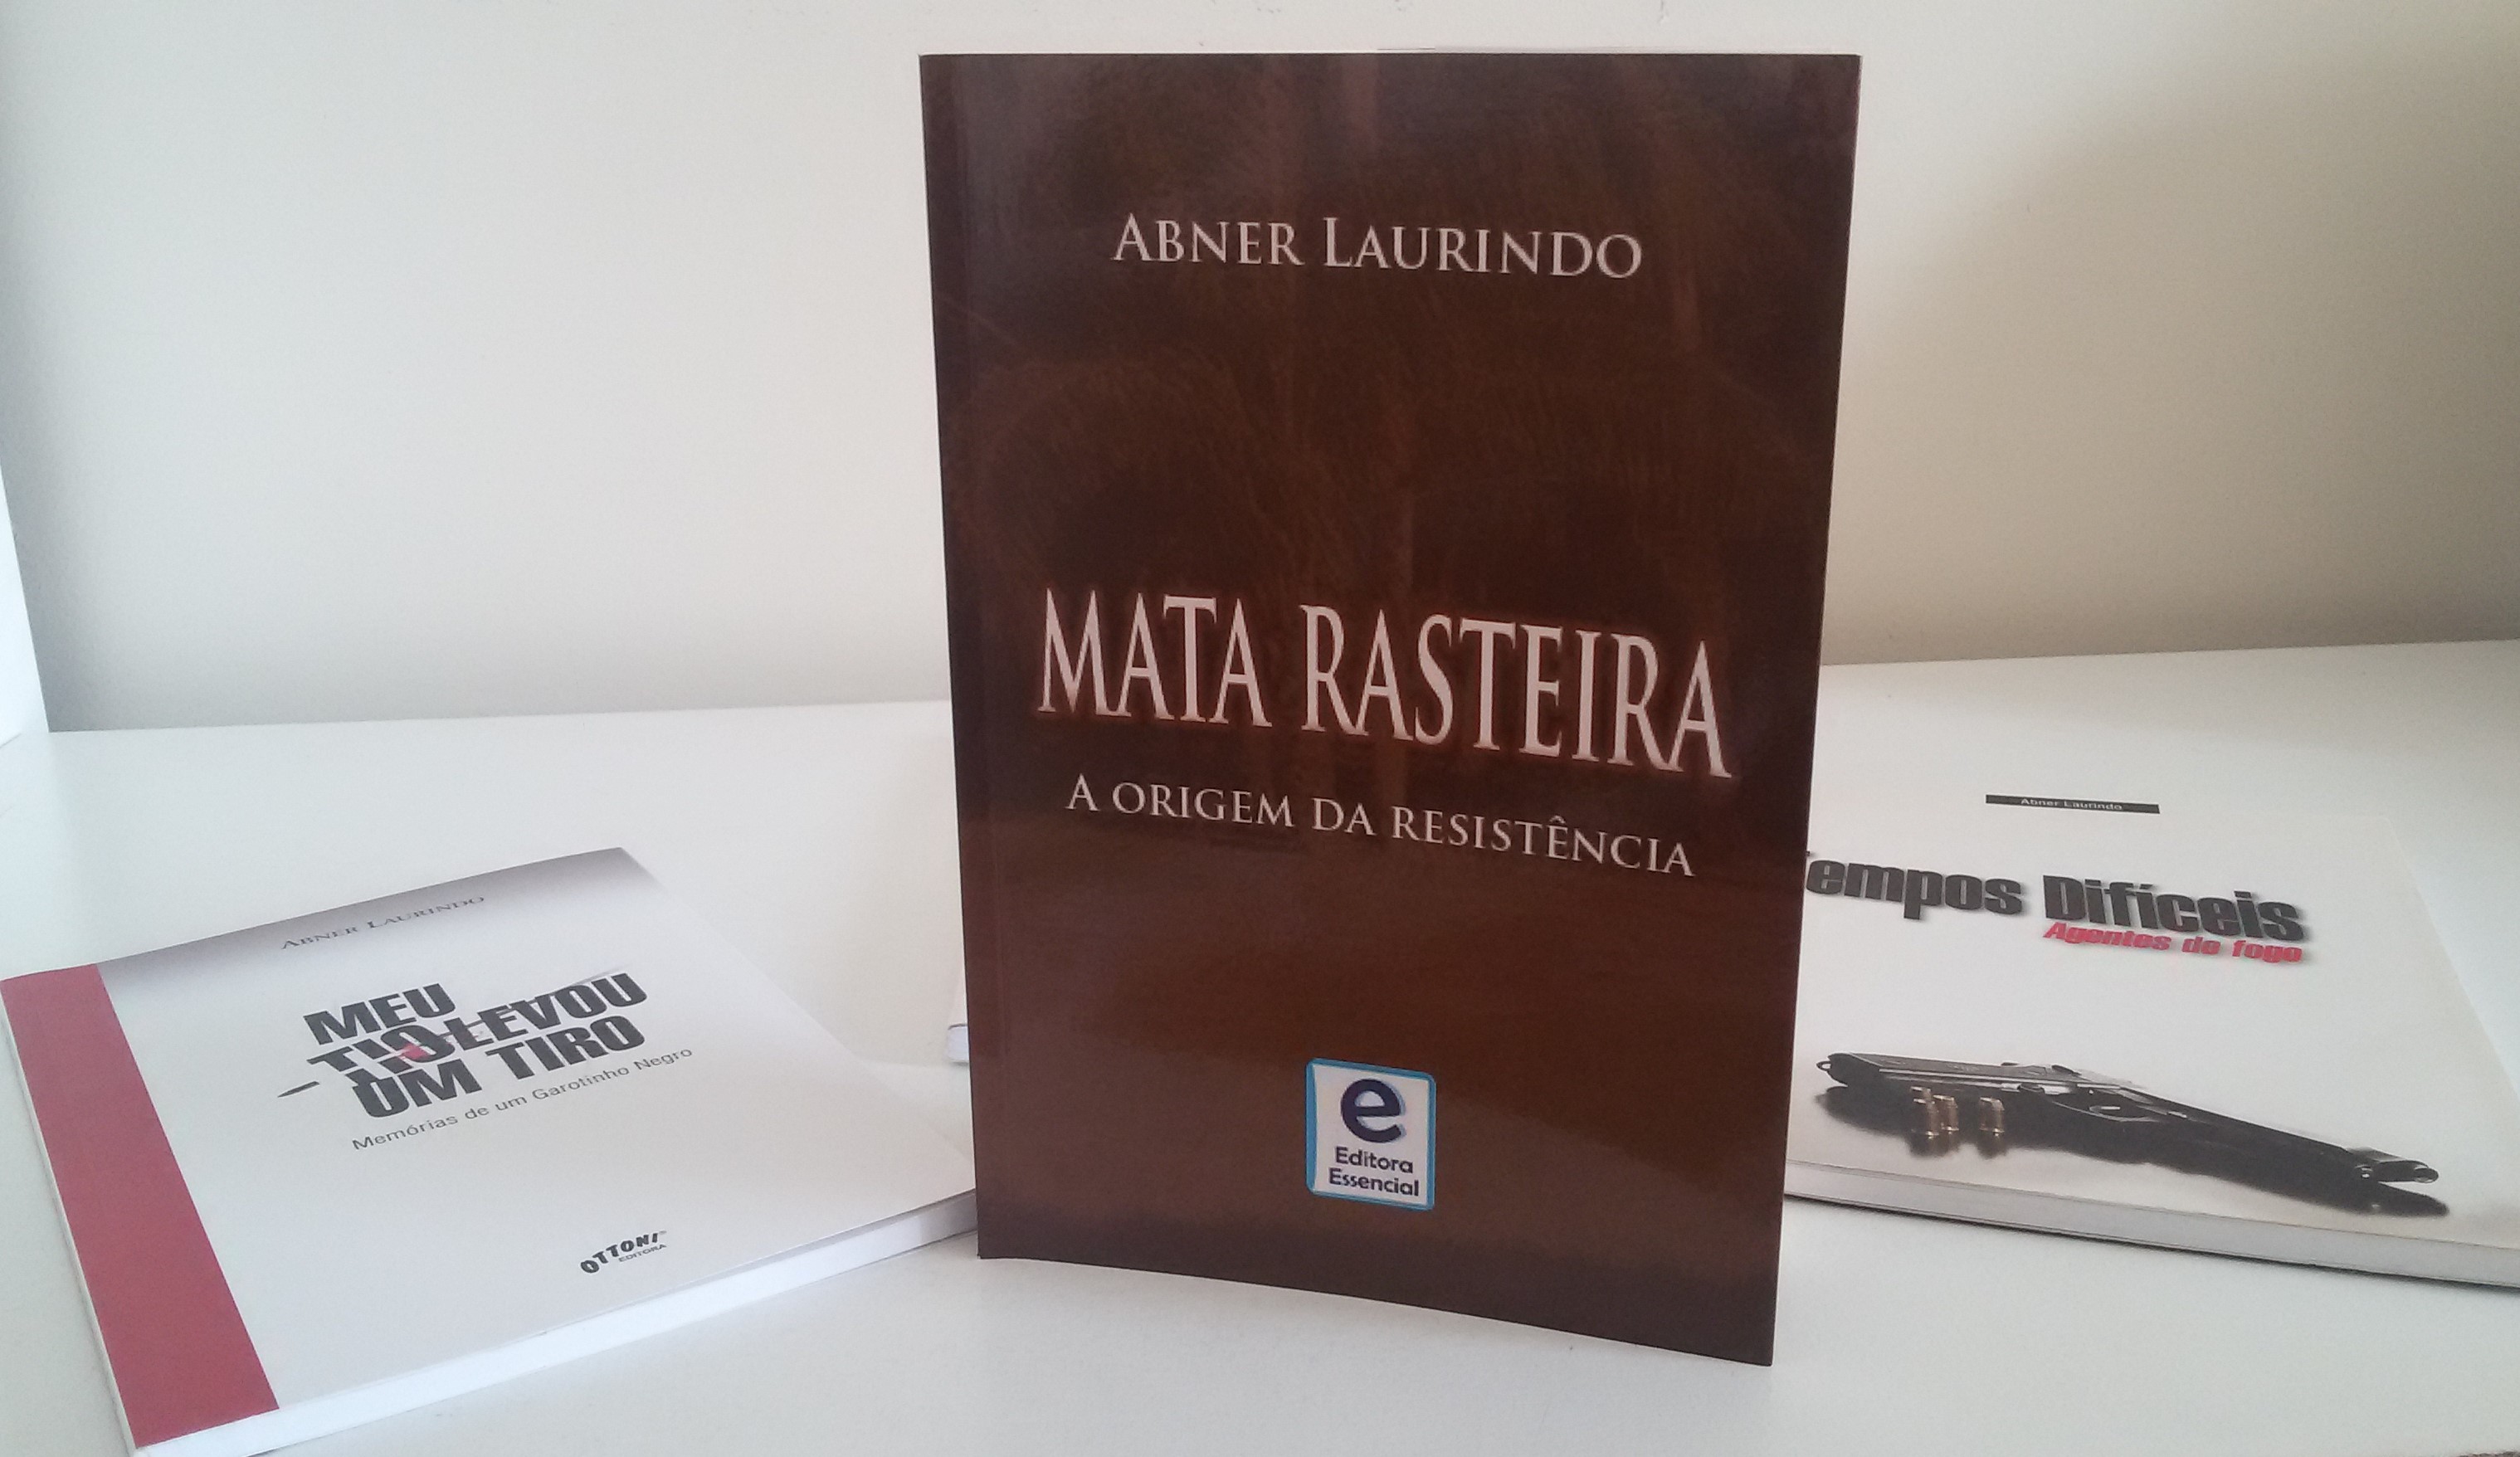 ABNER LAURINDO
MATA RASTEIRA
A ORIGEM DA RESISTÊNCIA
e
Editora
Essencial
ABNER LAURINDO
MEU
TIO LEVOU
UM TIRO
Memórias de um Garotinho Negro
OTTONI
EDITORA
Abner Laurindo
Tempos Difíceis
Agentes do fogo